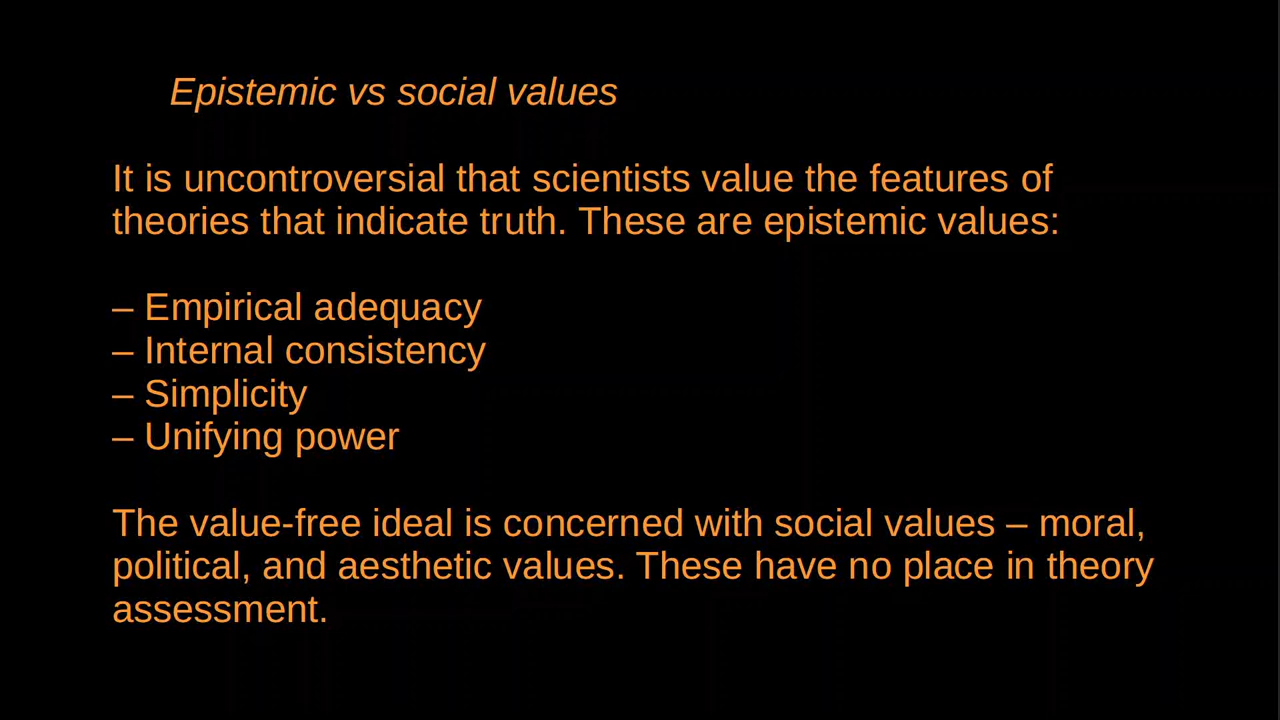 Epistemic vs social values
It is uncontroversial that scientists value the features of
theories that indicate truth. These are epistemic values:
– Empirical adequacy
– Internal consistency
– Simplicity
– Unifying power
The value-free ideal is concerned with social values – moral,
political, and aesthetic values. These have no place in theory
assessment.